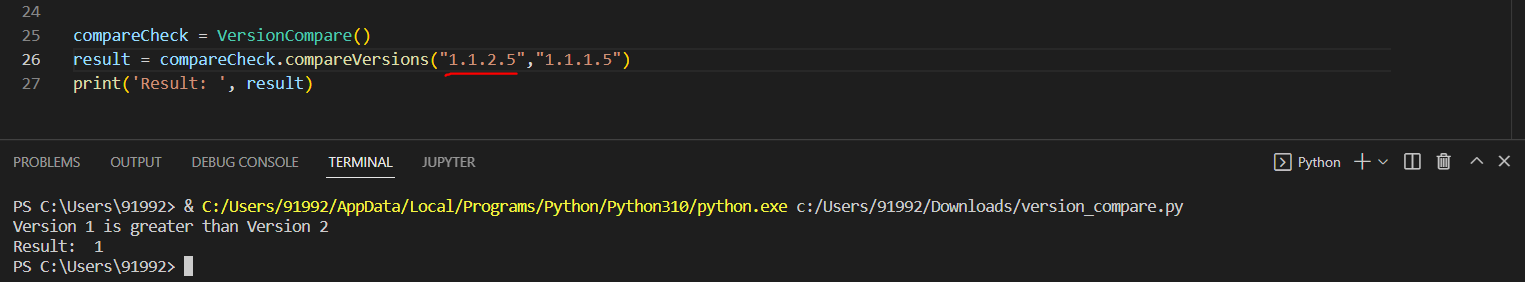 24
25 compareCheck = VersionCompare()
26 result = compareCheck.compareVersions("1.1.2.5","1.1.1.5")
27 print('Result: ', result)
PROBLEMS OUTPUT DEBUG CONSOLE TERMINAL JUPYTER Python
PS C:\Users\91992> & C:/Users/91992/AppData/Local/Programs/Python/Python310/python.exe c:/Users/91992/Downloads/version_compare.py
Version 1 is greater than Version 2
Result:  1
PS C:\Users\91992>